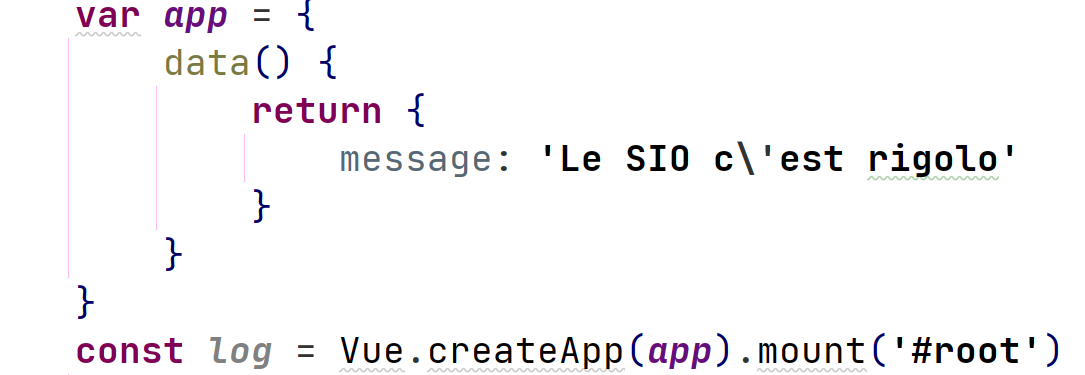 var app = {
data() {
return {
message: 'Le SIO c\'est rigolo'
}
}
}
const log = Vue.createApp(app).mount('#root')